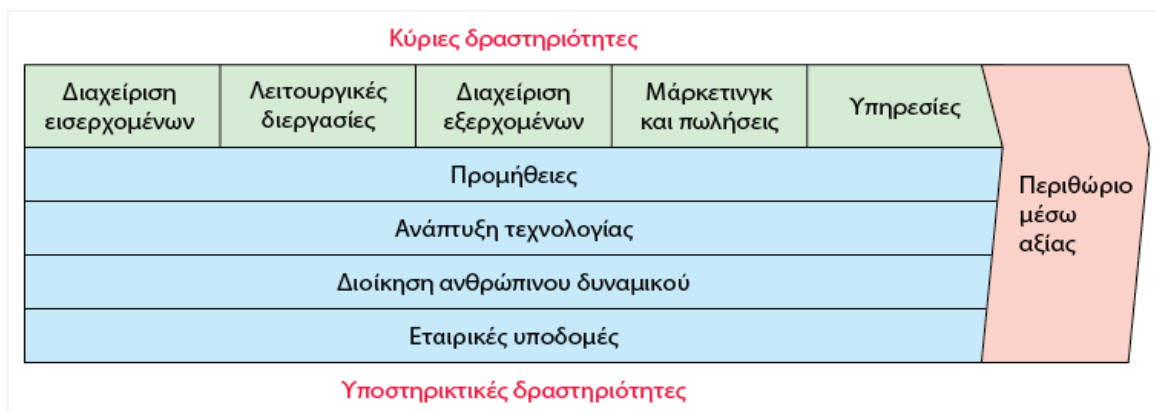 Κύριες δραστηριότητες
Διαχείριση
εισερχομένων
Λειτουργικές
διεργασίες
Διαχείριση
εξερχομένων
Μάρκετινγκ
και πωλήσεις
Υπηρεσίες
Προμήθειες
Ανάπτυξη τεχνολογίας
Διοίκηση ανθρώπινου δυναμικού
Εταιρικές υποδομές
Περιθώριο
μέσω
αξίας
Υποστηρικτικές δραστηριότητες